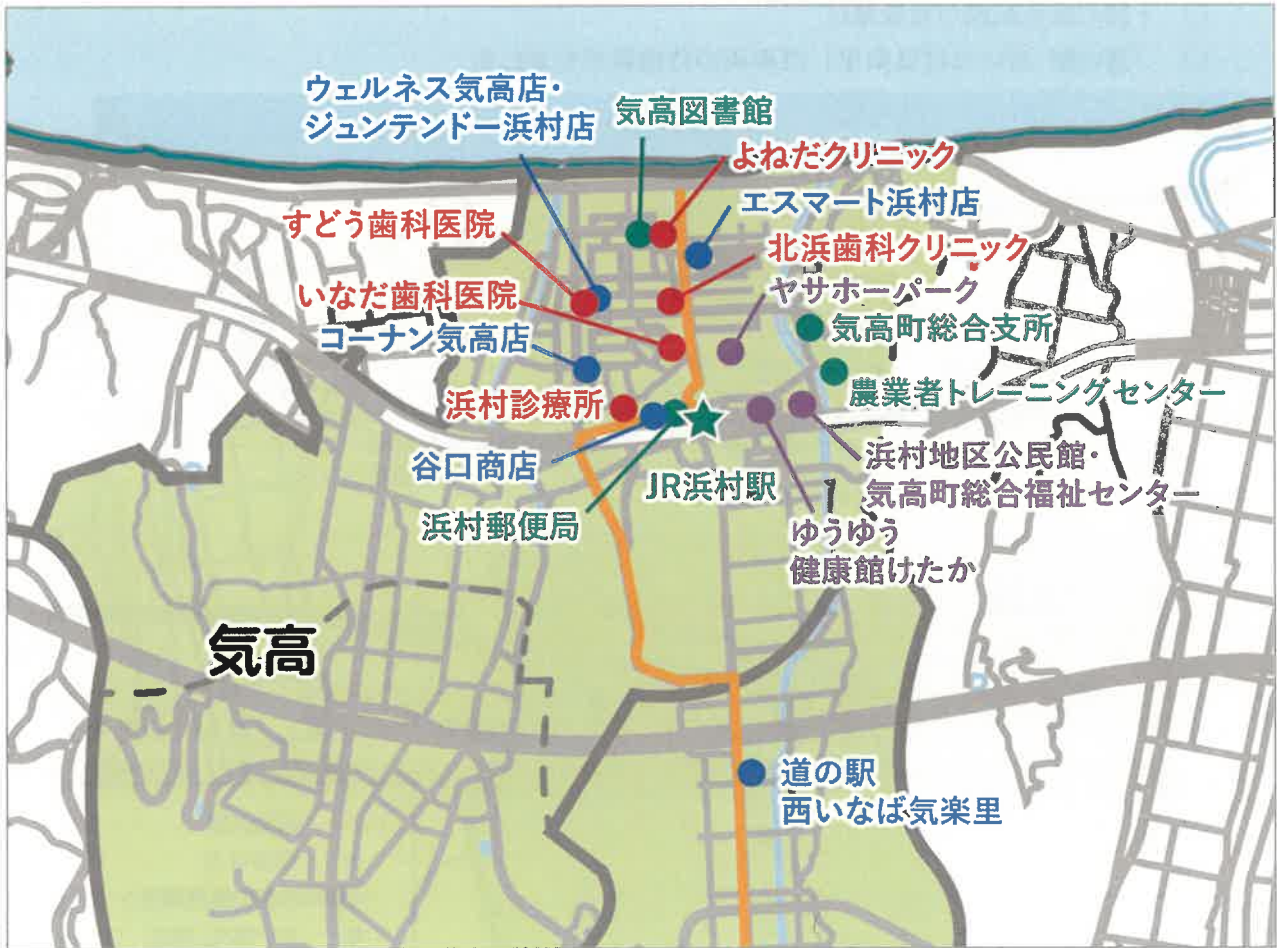 ウェルネス気高店・
ジュンテンドー浜村店
気高図書館
よねだクリニック
エスマート浜村店
すどう歯科医院
北浜歯科クリニック
いなだ歯科医院
ヤサホーパーク
コーナン気高店
気高町総合支所
農業者トレーニングセンター
浜村診療所
谷口商店
浜村地区公民館・
気高町総合福祉センター
JR浜村駅
浜村郵便局
ゆうゆう
健康館けたか
気高
道の駅
西いなば気楽里